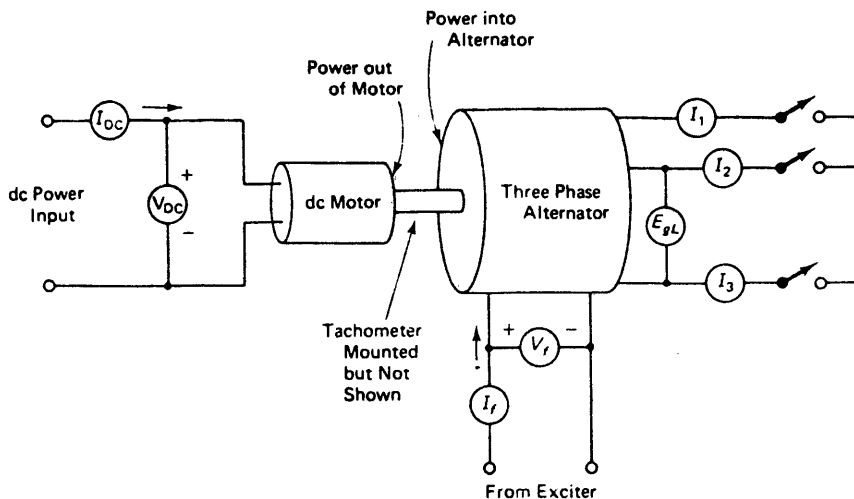 Power into
Alternator
Power out
of Motor
I_DC
I_1
I_2
dc Power
Input
+
V_DC
−
dc Motor
Three Phase
Alternator
E_gL
I_3
Tachometer
Mounted
but Not
Shown
+
V_f
−
I_f
From Exciter